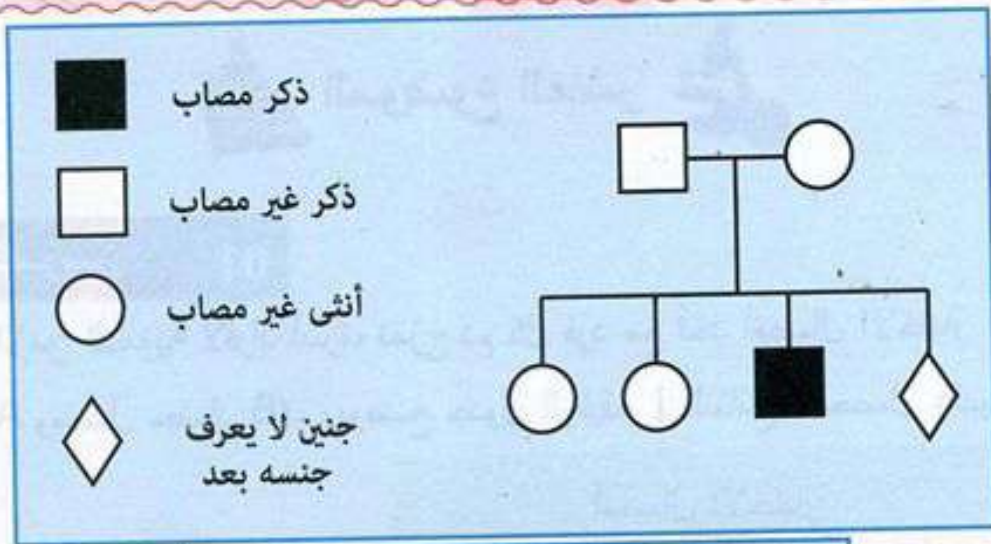 ذكر مصاب
ذكر غير مصاب
أنثى غير مصاب
جنين لا يعرف
جنسه بعد